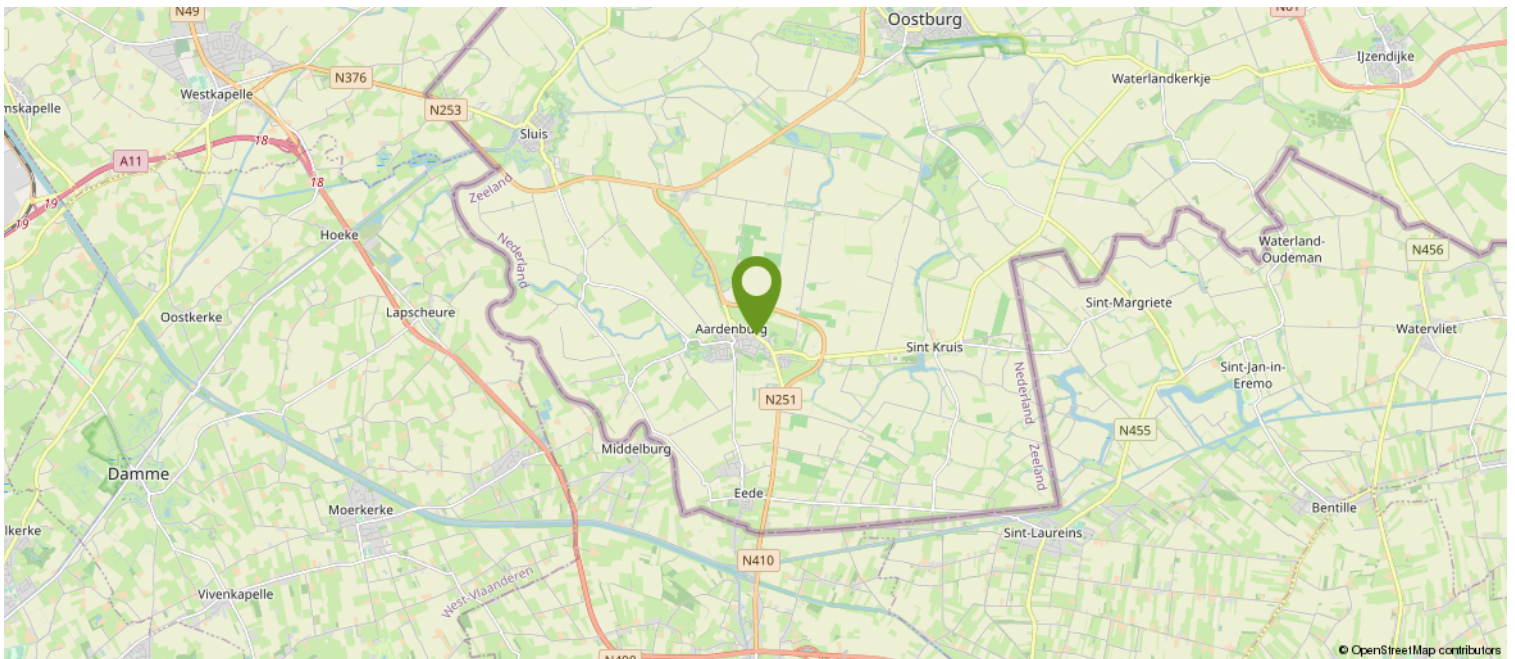 N49
Oostburg
N61
IJzendijke
N376
Waterlandkerkje
Westkapelle
mskapelle
N253
Sluis
18
A11
18
Zeeland
19
19
Hoeke
Nederland
Waterland-
Oudeman
N456
Sint-Margriete
Oostkerke
Lapscheure
Aardenburg
Watervliet
Sint Kruis
Sint-Jan-in-
Eremo
Nederland
N251
N455
Middelburg
Zeeland
Damme
Eede
Moerkerke
Bentille
lkerke
Sint-Laureins
N410
West-Vlaanderen
Vivenkapelle
N498
© OpenStreetMap contributors